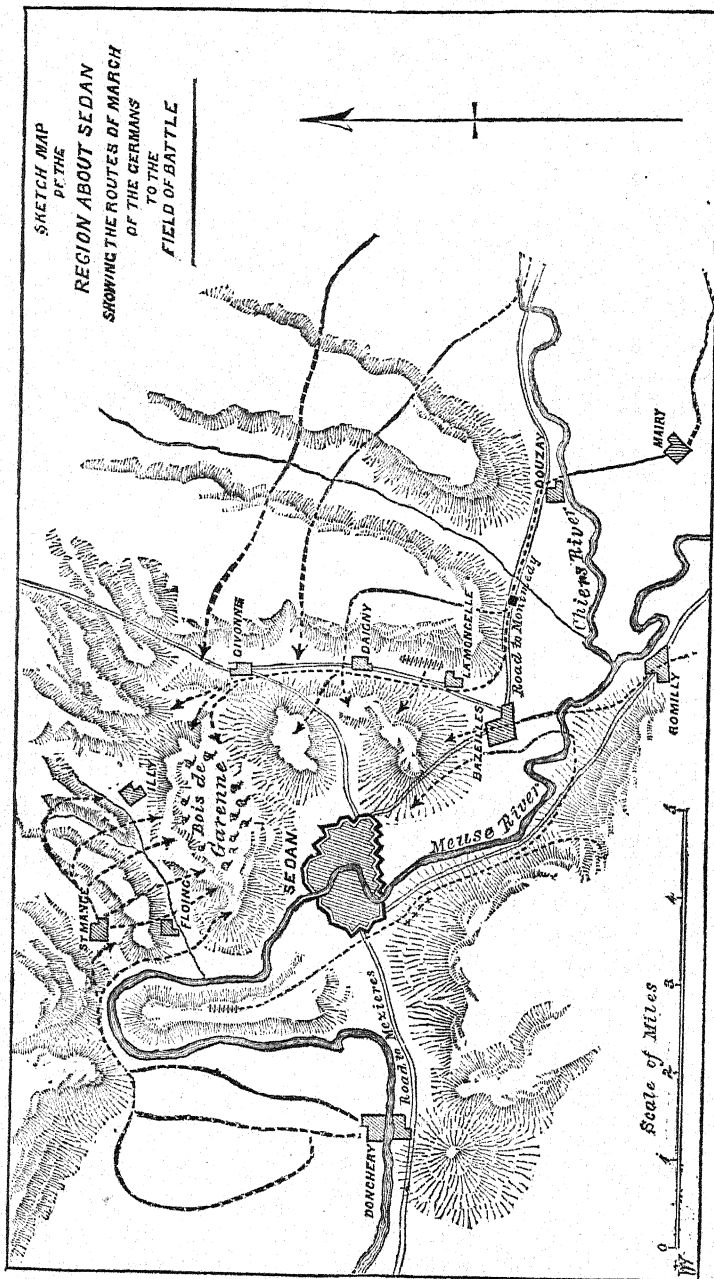 SKETCH MAP
OF THE
REGION ABOUT SEDAN
SHOWING THE ROUTES OF MARCH
OF THE GERMANS
TO THE
FIELD OF BATTLE
ST MANGE
FLOING
ILLY
Bois de
Garenne
GIVONNE
DAIGNY
LA MONCELLE
BAZEILLES
Road to Montmedy
DOUZAY
Chiers River
MAIRY
ROMILLY
SEDAN
Meuse River
Road to Mezieres
DONCHERY
Scale of Miles
0 1 2 3 4 5